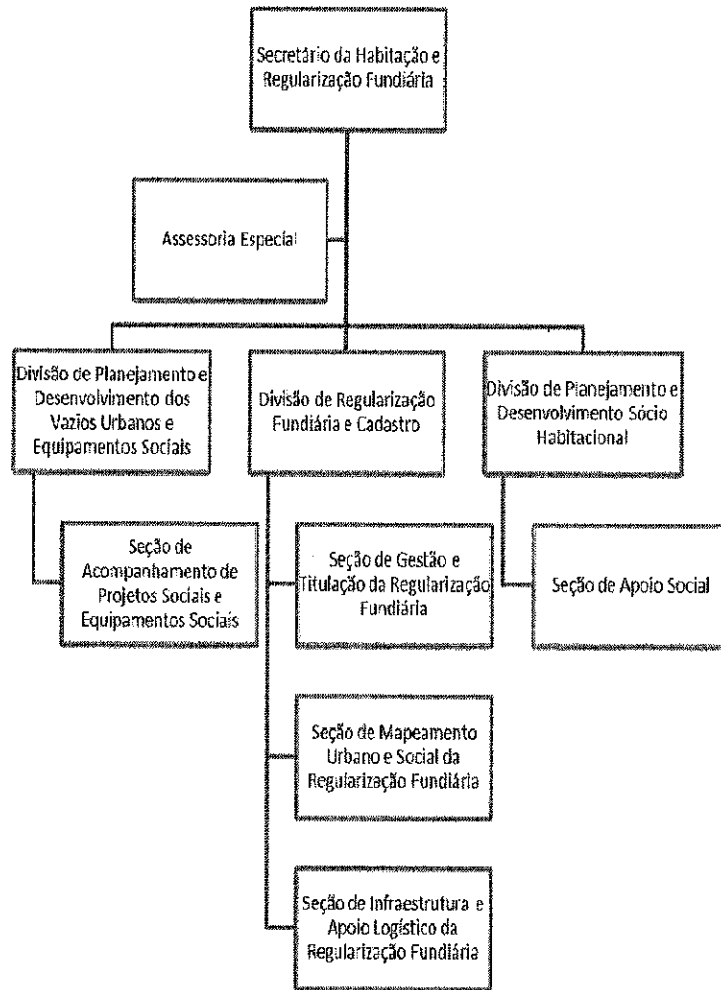 Secretário da Habitação e
Regularização Fundiária
Assessoria Especial
Divisão de Planejamento e
Desenvolvimento dos
Vazios Urbanos e
Equipamentos Sociais
Divisão de Regularização
Fundiária e Cadastro
Divisão de Planejamento e
Desenvolvimento Sócio
Habitacional
Seção de
Acompanhamento de
Projetos Sociais e
Equipamentos Sociais
Seção de Gestão e
Titulação da Regularização
Fundiária
Seção de Apoio Social
Seção de Mapeamento
Urbano e Social da
Regularização Fundiária
Seção de Infraestrutura e
Apoio Logístico da
Regularização Fundiária